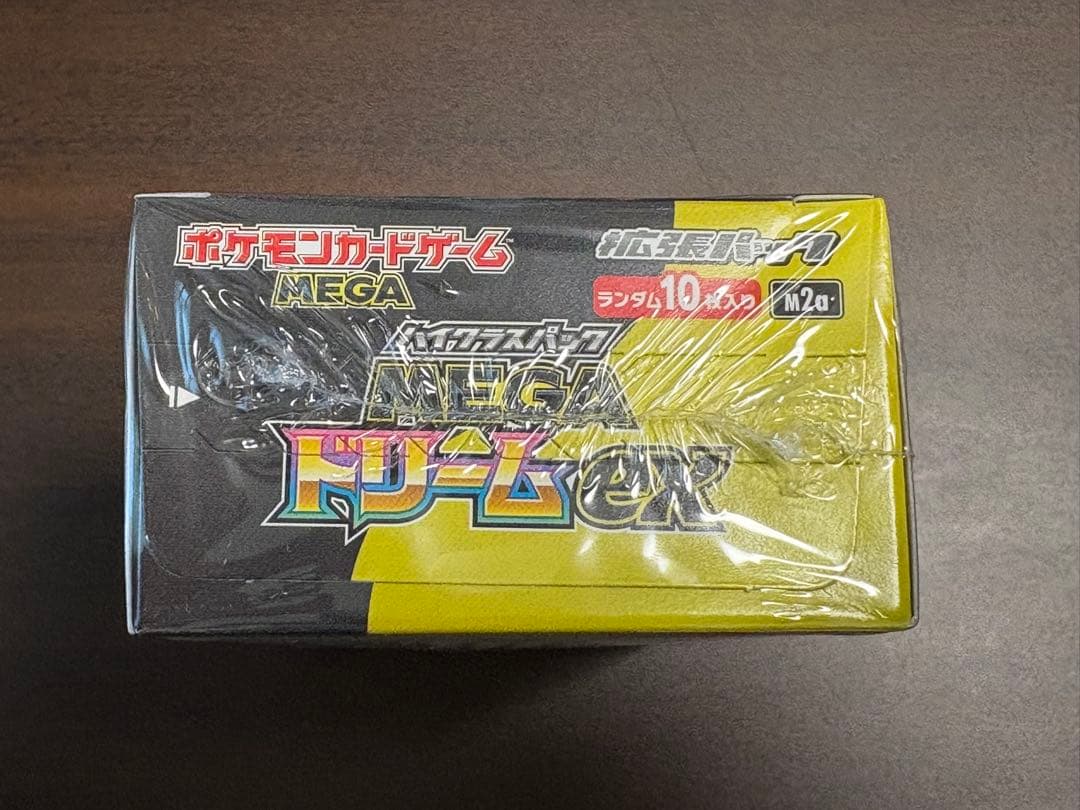 ポケモンカードゲーム™
MEGA
拡張パック
ランダム10枚入り
M2a
ハイクラスパック
MEGA
ドリームex